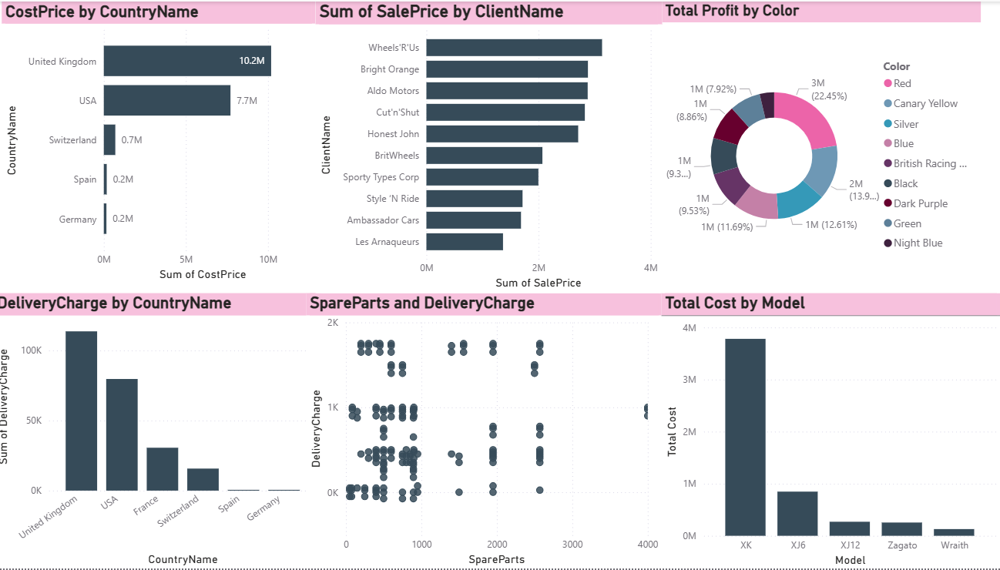 CostPrice by CountryName
CountryName
United Kingdom
10.2M
USA
7.7M
Switzerland
0.7M
Spain
0.2M
Germany
0.2M
0M
5M
10M
Sum of CostPrice
Sum of SalePrice by ClientName
ClientName
Wheels'R'Us
Bright Orange
Aldo Motors
Cut'n'Shut
Honest John
BritWheels
Sporty Types Corp
Style 'N Ride
Ambassador Cars
Les Arnaqueurs
0M
2M
4M
Sum of SalePrice
Total Profit by Color
3M
(22.45%)
2M
(13.9...)
1M (12.61%)
1M (11.69%)
1M
(9.53%)
1M
(9.3...)
1M
(8.86%)
1M (7.92%)
Color
Red
Canary Yellow
Silver
Blue
British Racing ...
Black
Dark Purple
Green
Night Blue
DeliveryCharge by CountryName
Sum of DeliveryCharge
100K
50K
0K
United Kingdom
USA
France
Switzerland
Spain
Germany
CountryName
SpareParts and DeliveryCharge
DeliveryCharge
2K
1K
0K
0
1000
2000
3000
4000
SpareParts
Total Cost by Model
Total Cost
4M
3M
2M
1M
0M
XK
XJ6
XJ12
Zagato
Wraith
Model